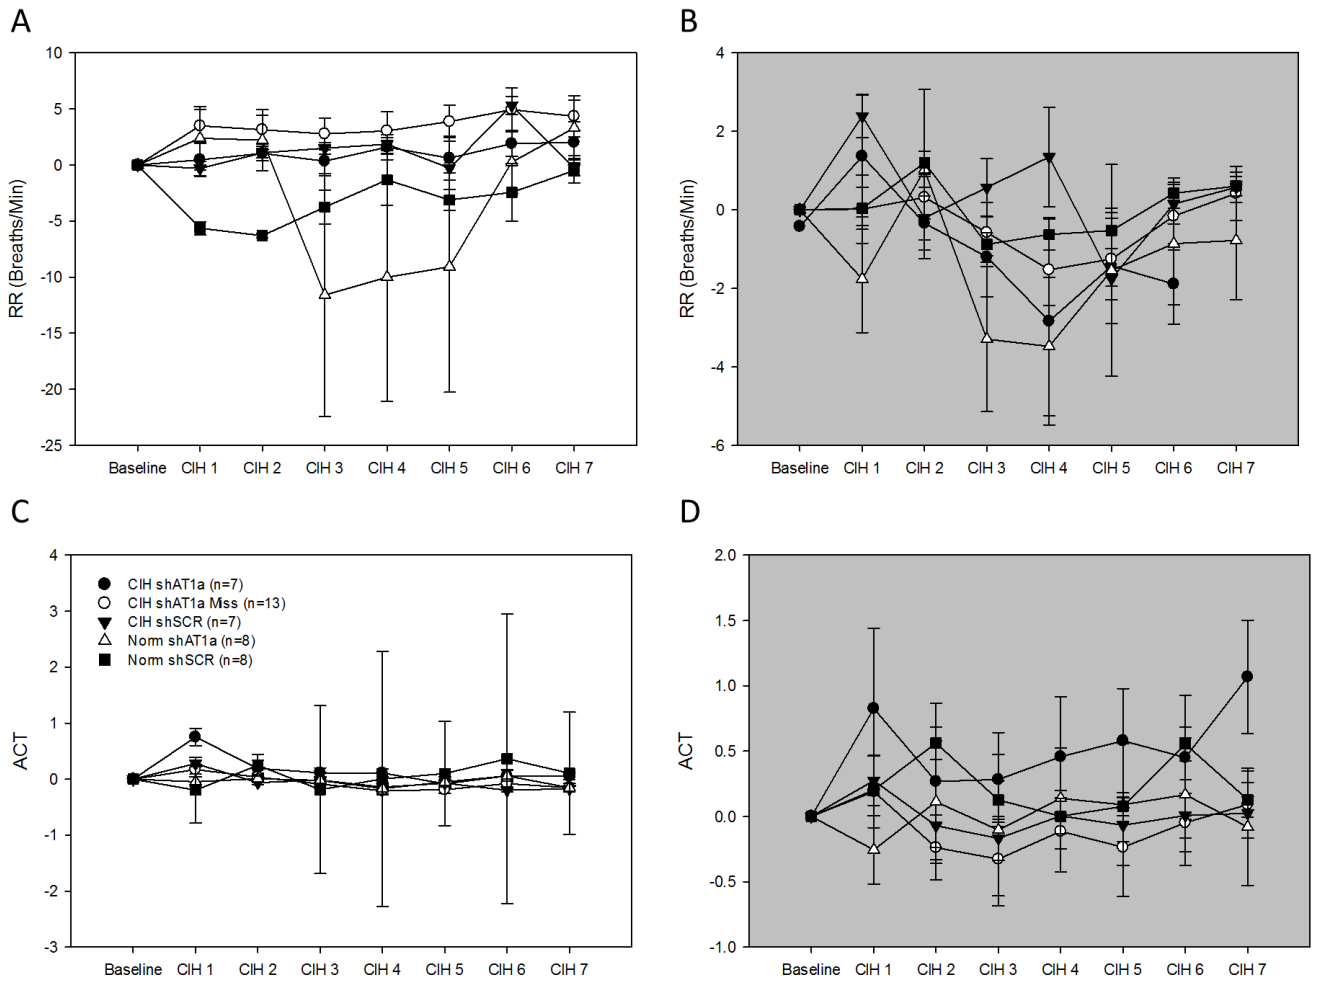 A
10
5
0
-5
-10
-15
-20
-25
RR (Breaths/Min)
Baseline CIH 1 CIH 2 CIH 3 CIH 4 CIH 5 CIH 6 CIH 7
B
4
2
0
-2
-4
-6
RR (Breaths/Min)
Baseline CIH 1 CIH 2 CIH 3 CIH 4 CIH 5 CIH 6 CIH 7
C
4
3
2
1
0
-1
-2
-3
ACT
CIH shAT1a (n=7)
CIH shAT1a Miss (n=13)
CIH shSCR (n=7)
Norm shAT1a (n=8)
Norm shSCR (n=8)
Baseline CIH 1 CIH 2 CIH 3 CIH 4 CIH 5 CIH 6 CIH 7
D
2.0
1.5
1.0
0.5
0.0
-0.5
-1.0
ACT
Baseline CIH 1 CIH 2 CIH 3 CIH 4 CIH 5 CIH 6 CIH 7